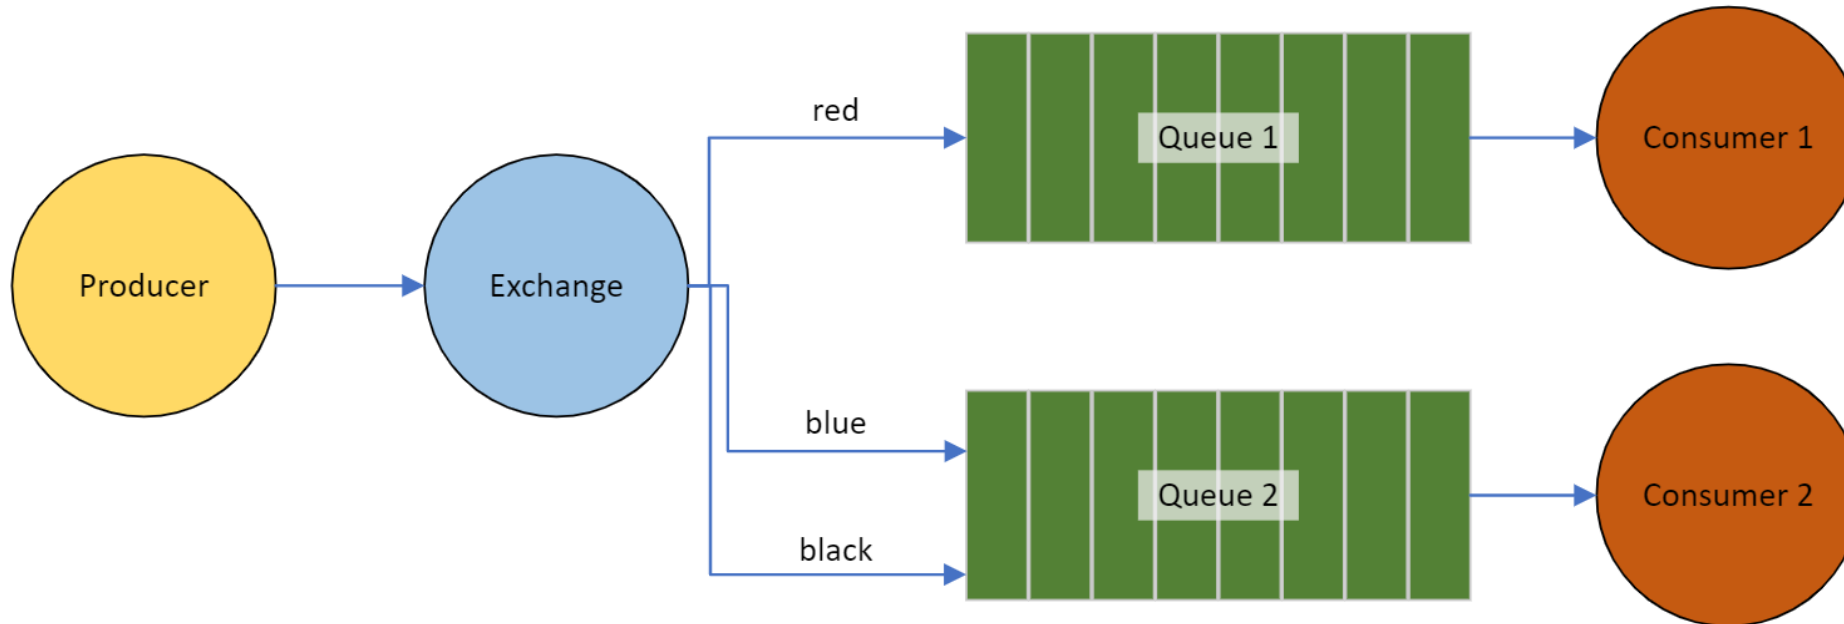 Producer
Exchange
red
Queue 1
Consumer 1
blue
black
Queue 2
Consumer 2